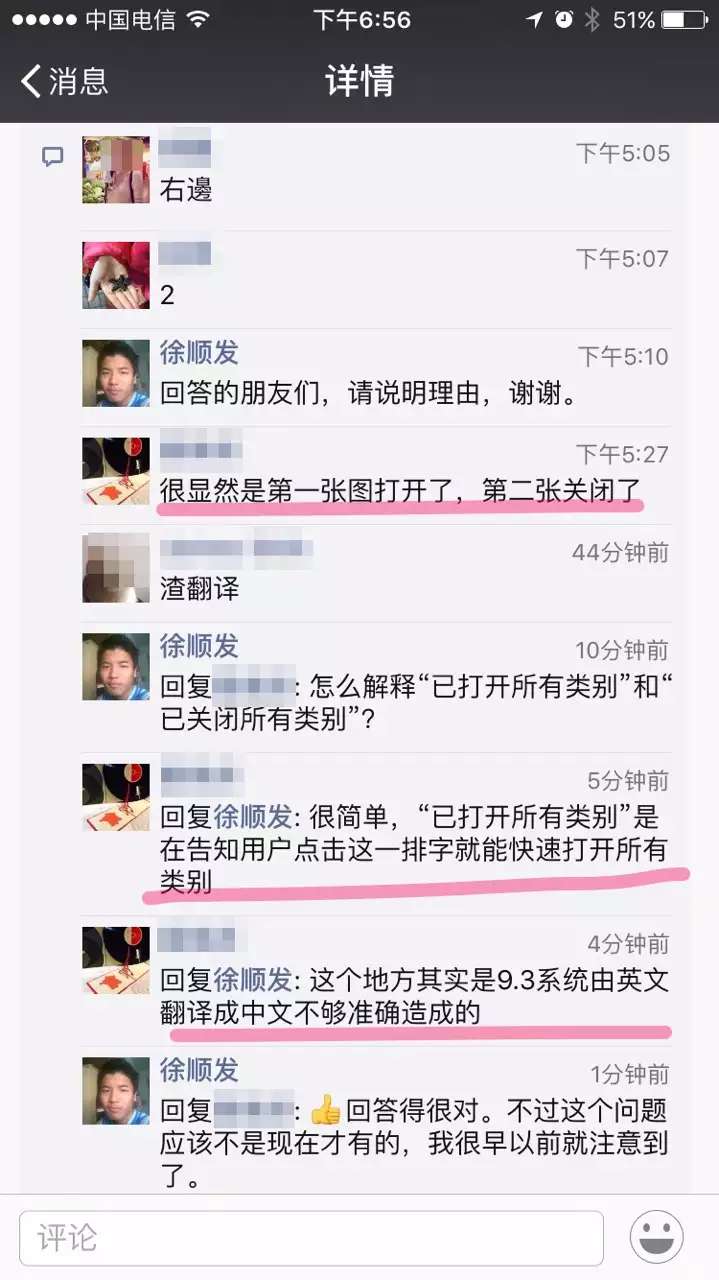 中国电信
下午6:56
51%
消息
详情
下午5:05
右邊
下午5:07
2
徐顺发
下午5:10
回答的朋友们，请说明理由，谢谢。
下午5:27
很显然是第一张图打开了，第二张关闭了
44分钟前
渣翻译
徐顺发
10分钟前
回复: 怎么解释“已打开所有类别”和“
已关闭所有类别”？
5分钟前
回复徐顺发: 很简单，“已打开所有类别”是
在告知用户点击这一排字就能快速打开所有
类别
4分钟前
回复徐顺发: 这个地方其实是9.3系统由英文
翻译成中文不够准确造成的
徐顺发
1分钟前
回复: 👍回答得很对。不过这个问题
应该不是现在才有的，我很早以前就注意到
了。
评论